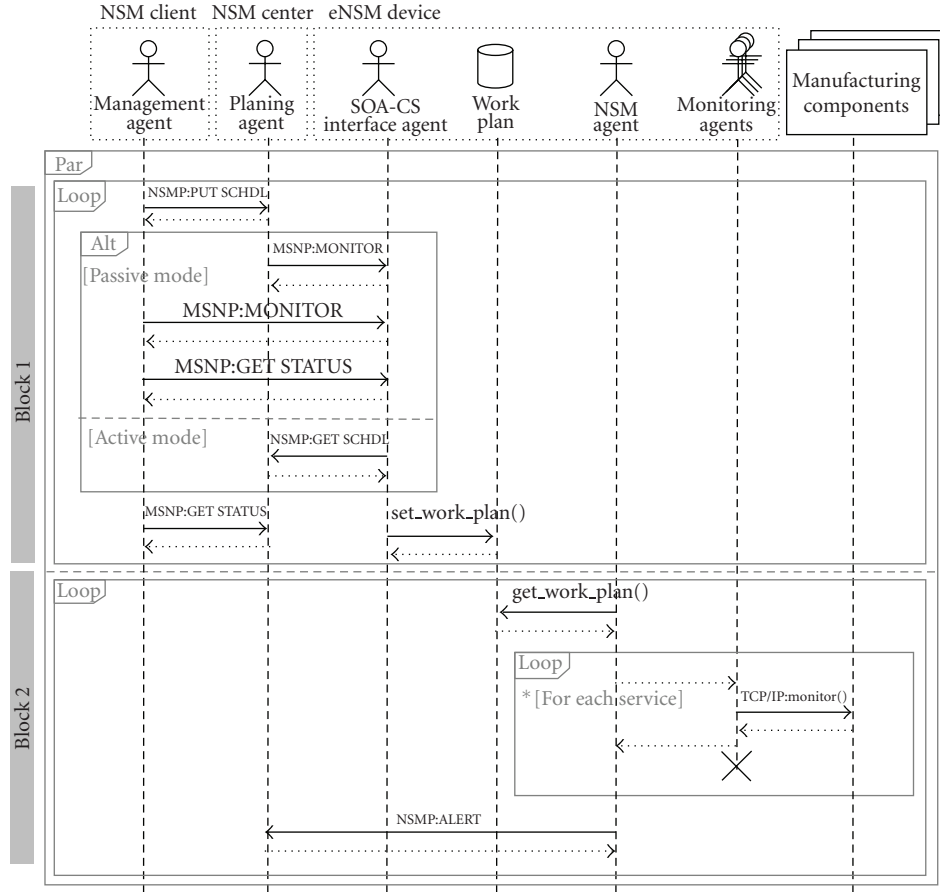 NSM client NSM center eNSM device
Management agent
Planing agent
SOA-CS interface agent
Work plan
NSM agent
Monitoring agents
Manufacturing components
Par
Loop
NSMP:PUT SCHDL
Alt
MSNP:MONITOR
[Passive mode]
MSNP:MONITOR
MSNP:GET STATUS
[Active mode]
NSMP:GET SCHDL
MSNP:GET STATUS
set_work_plan()
Block 1
Loop
get_work_plan()
Loop
* [For each service]
TCP/IP:monitor()
NSMP:ALERT
Block 2